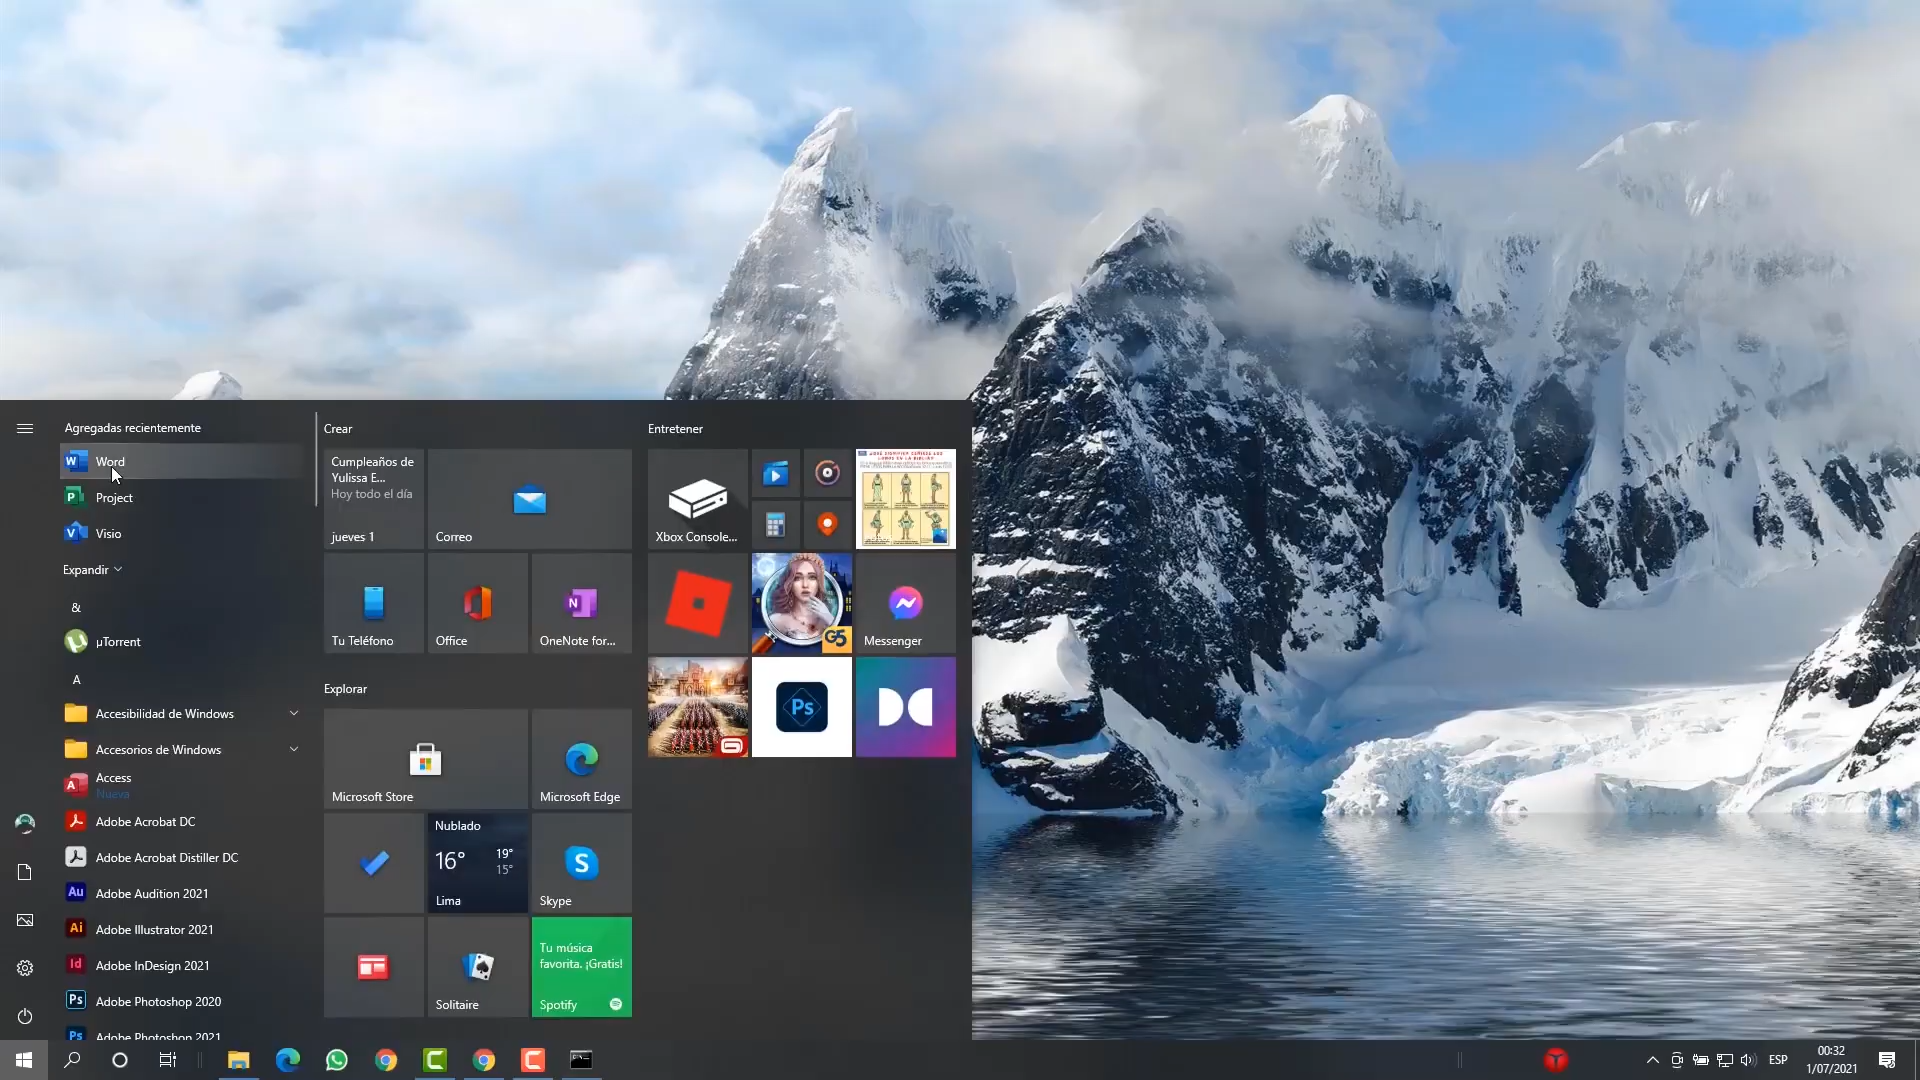 Agregadas recientemente
Word
Project
Visio
Expandir
&
µTorrent
A
Accesibilidad de Windows
Accesorios de Windows
Access
Nueva
Adobe Acrobat DC
Adobe Acrobat Distiller DC
Adobe Audition 2021
Adobe Illustrator 2021
Adobe InDesign 2021
Adobe Photoshop 2020
Adobe Photoshop 2021
Crear
Cumpleaños de
Yulissa E...
Hoy todo el día
jueves 1
Correo
Tu Teléfono
Office
OneNote for...
Explorar
Microsoft Store
Microsoft Edge
Nublado
16°
19°
15°
Lima
Skype
Solitaire
Tu música
favorita. ¡Gratis!
Spotify
Entretener
Xbox Console...
G5
Messenger
Ps
ESP
00:32
1/07/2021